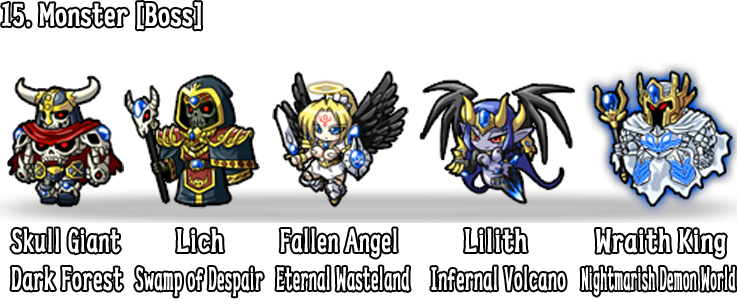 15. Monster [Boss]
Skull Giant Lich Fallen Angel Lilith Wraith King
Dark Forest Swamp of Despair Eternal Wasteland Infernal Volcano Nightmarish Demon World